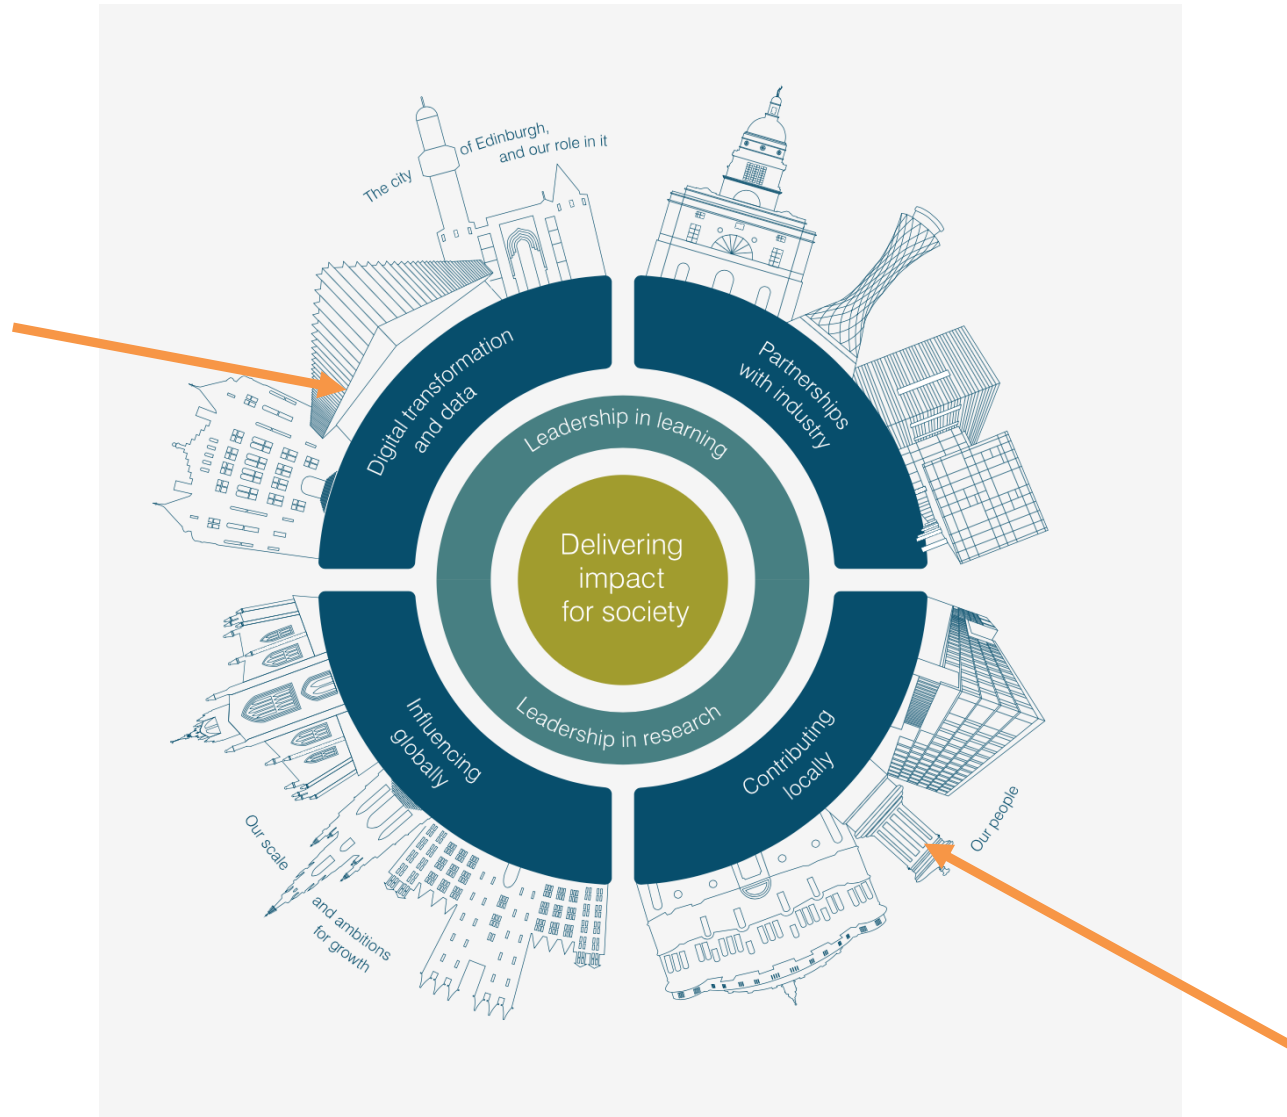 The city
of Edinburgh,
and our role in it
Digital transformation
and data
Partnerships
with industry
Leadership in learning
Delivering
impact
for society
Leadership in research
Influencing
globally
Contributing
locally
Our scale
and ambitions
for growth
Our people